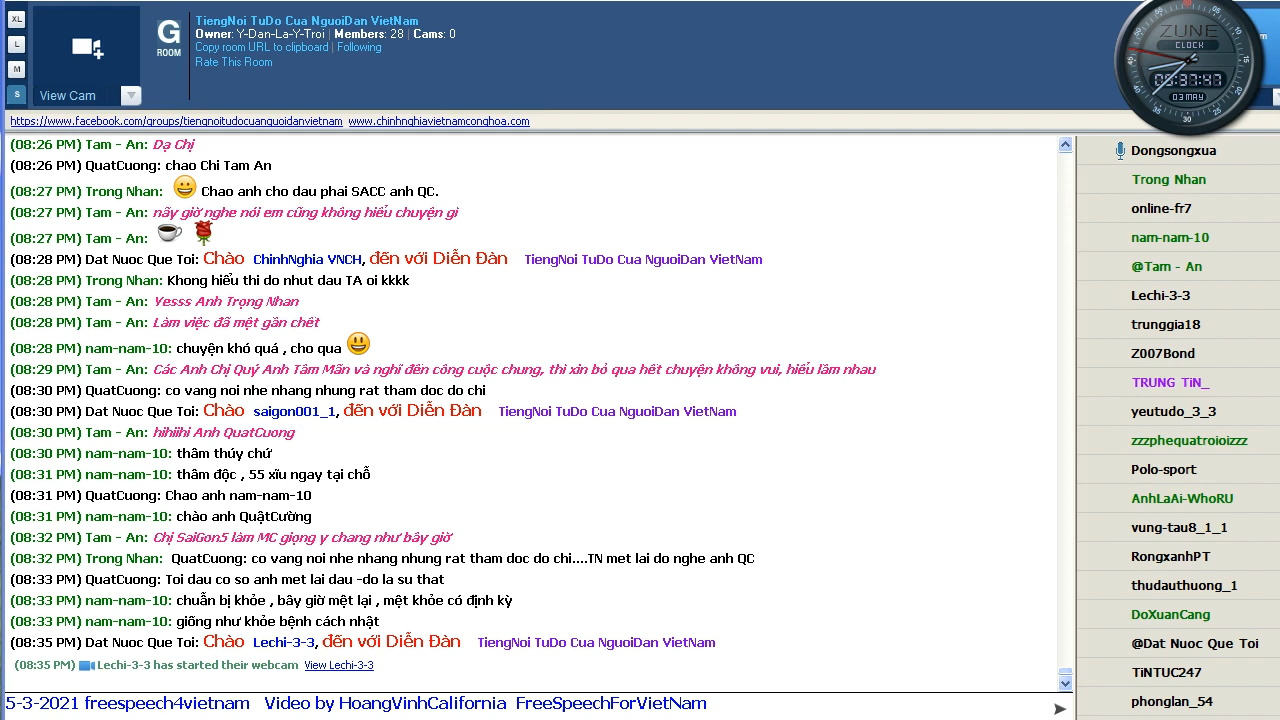 XL
L
M
S
View Cam
G
ROOM
TiengNoi TuDo Cua NguoiDan VietNam
Owner: Y-Dan-La-Y-Troi | Members: 28 | Cams: 0
Copy room URL to clipboard | Following
Rate This Room
ZUNE
CLOCK
05:37:47
03 MAY
https://www.facebook.com/groups/tiengnoitudocuanguoidanvietnam www.chinhnghiavietnamconghoa.com
(08:26 PM) Tam - An: Dạ Chị
(08:26 PM) QuatCuong: chao Chi Tam An
(08:27 PM) Trong Nhan: Chao anh cho dau phai SACC anh QC.
(08:27 PM) Tam - An: nãy giờ nghe nói em cũng không hiểu chuyện gì
(08:27 PM) Tam - An:
(08:28 PM) Dat Nuoc Que Toi: Chào ChinhNghia VNCH, đến với Diễn Đàn TiengNoi TuDo Cua NguoiDan VietNam
(08:28 PM) Trong Nhan: Khong hiểu thi do nhut dau TA oi kkkk
(08:28 PM) Tam - An: Yesss Anh Trọng Nhan
(08:28 PM) Tam - An: Làm việc đã mệt gần chết
(08:28 PM) nam-nam-10: chuyện khó quá , cho qua
(08:29 PM) Tam - An: Các Anh Chị Quý Anh Tâm Mãn và nghĩ đến công cuộc chung, thì xin bỏ qua hết chuyện không vui, hiểu lầm nhau
(08:30 PM) QuatCuong: co vang noi nhe nhang nhung rat tham doc do chi
(08:30 PM) Dat Nuoc Que Toi: Chào saigon001_1, đến với Diễn Đàn TiengNoi TuDo Cua NguoiDan VietNam
(08:30 PM) Tam - An: hihiihi Anh QuatCuong
(08:30 PM) nam-nam-10: thâm thúy chứ
(08:31 PM) nam-nam-10: thâm độc , 55 xĩu ngay tại chỗ
(08:31 PM) QuatCuong: Chao anh nam-nam-10
(08:31 PM) nam-nam-10: chào anh QuậtCường
(08:32 PM) Tam - An: Chị SaiGon5 làm MC giọng y chang như bây giờ
(08:32 PM) Trong Nhan: QuatCuong: co vang noi nhe nhang nhung rat tham doc do chi....TN met lai do nghe anh QC
(08:33 PM) QuatCuong: Toi dau co so anh met lai dau -do la su that
(08:33 PM) nam-nam-10: chuẩn bị khỏe , bây giờ mệt lại , mệt khỏe có định kỳ
(08:33 PM) nam-nam-10: giống như khỏe bệnh cách nhật
(08:35 PM) Dat Nuoc Que Toi: Chào Lechi-3-3, đến với Diễn Đàn TiengNoi TuDo Cua NguoiDan VietNam
(08:35 PM) Lechi-3-3 has started their webcam View Lechi-3-3
5-3-2021 freespeech4vietnam Video by HoangVinhCalifornia FreeSpeechForVietNam
Dongsongxua
Trong Nhan
online-fr7
nam-nam-10
@Tam - An
Lechi-3-3
trunggia18
Z007Bond
TRUNG TiN_
yeutudo_3_3
zzzphequatroioizzz
Polo-sport
AnhLaAi-WhoRU
vung-tau8_1_1
RongxanhPT
thudauthuong_1
DoXuanCang
@Dat Nuoc Que Toi
TiNTUC247
phonglan_54